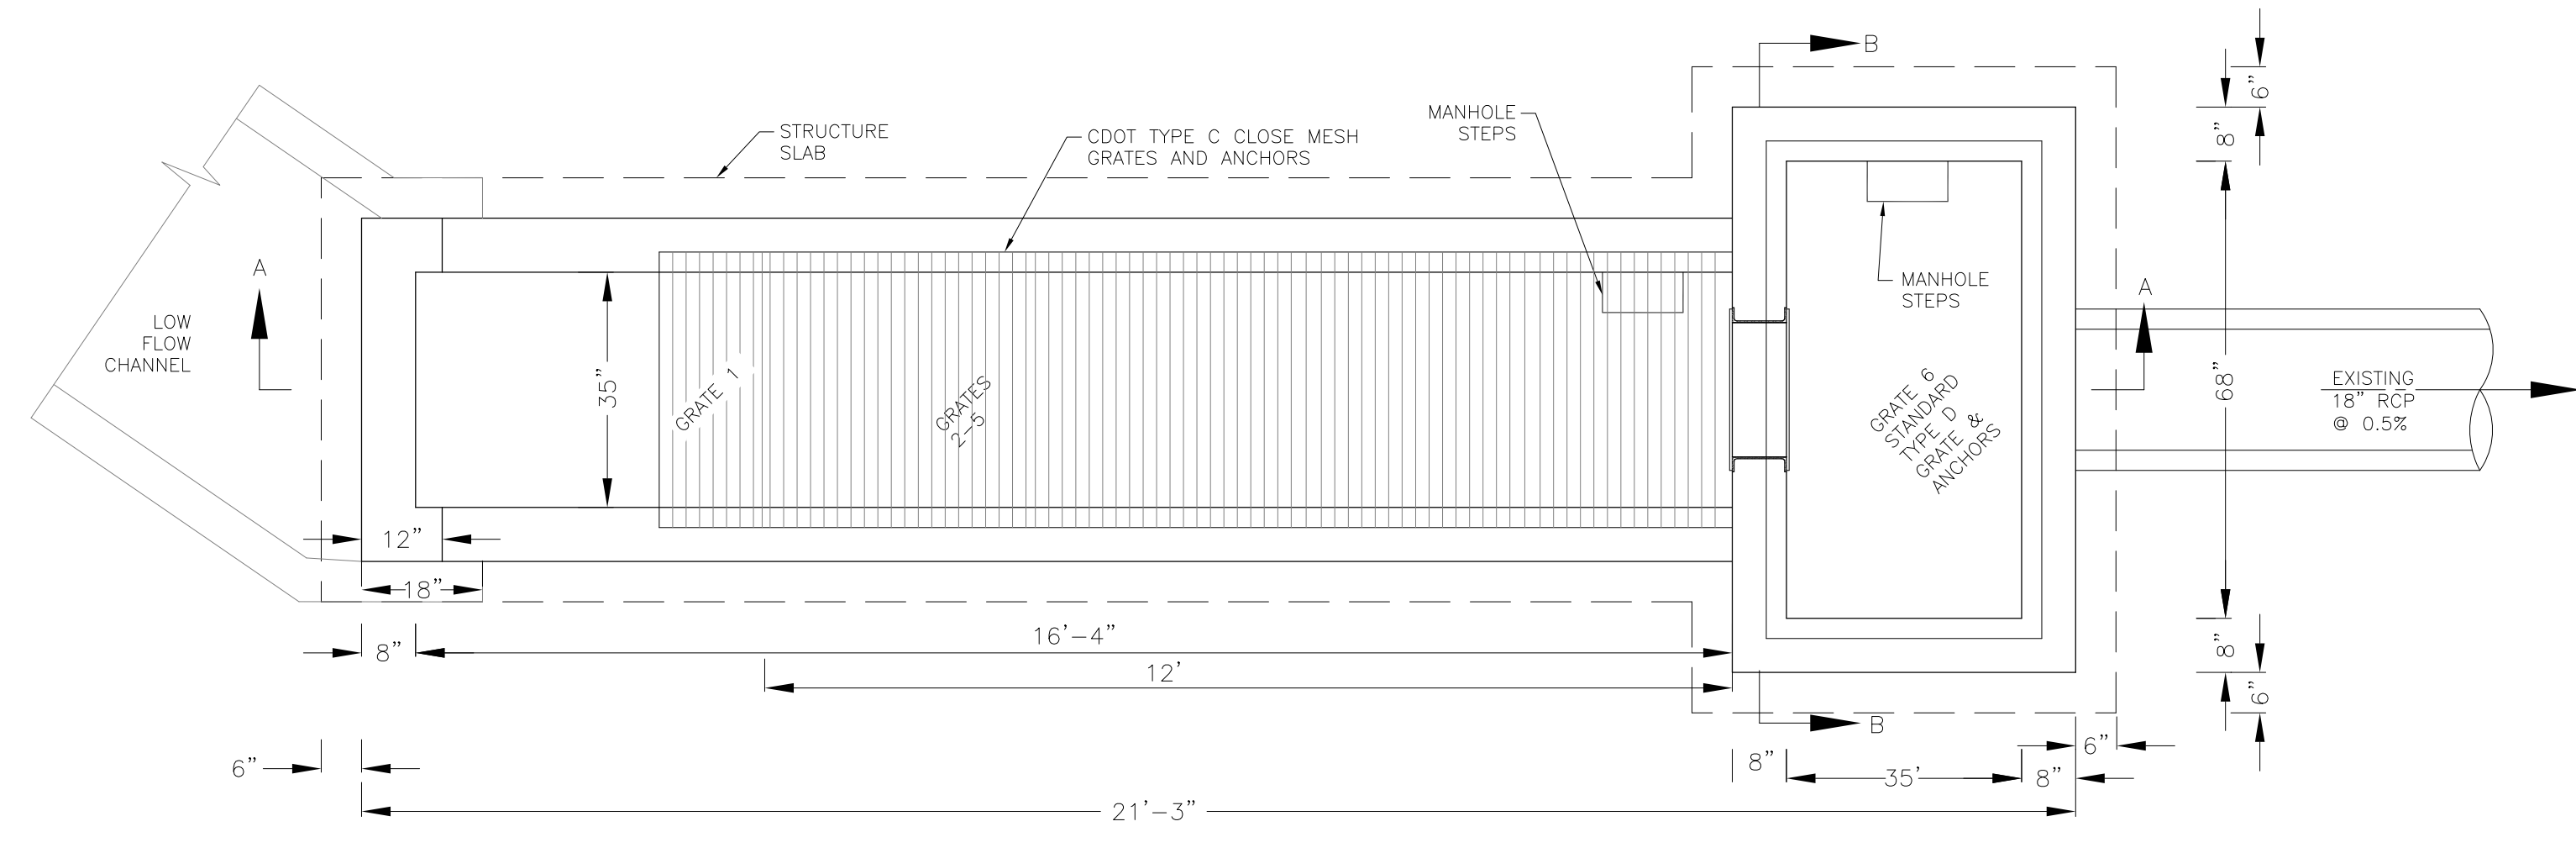 B
6”
8”
STRUCTURE
SLAB
CDOT TYPE C CLOSE MESH
GRATES AND ANCHORS
MANHOLE
STEPS
A
LOW
FLOW
CHANNEL
MANHOLE
STEPS
A
35”
GRATE 1
GRATES
2-5
GRATE 6
STANDARD
TYPE D
GRATE &
ANCHORS
68”
EXISTING
18” RCP
@ 0.5%
12”
18”
8”
16’-4”
12’
8”
6”
B
6”
8”
35’
8”
6”
21’-3”